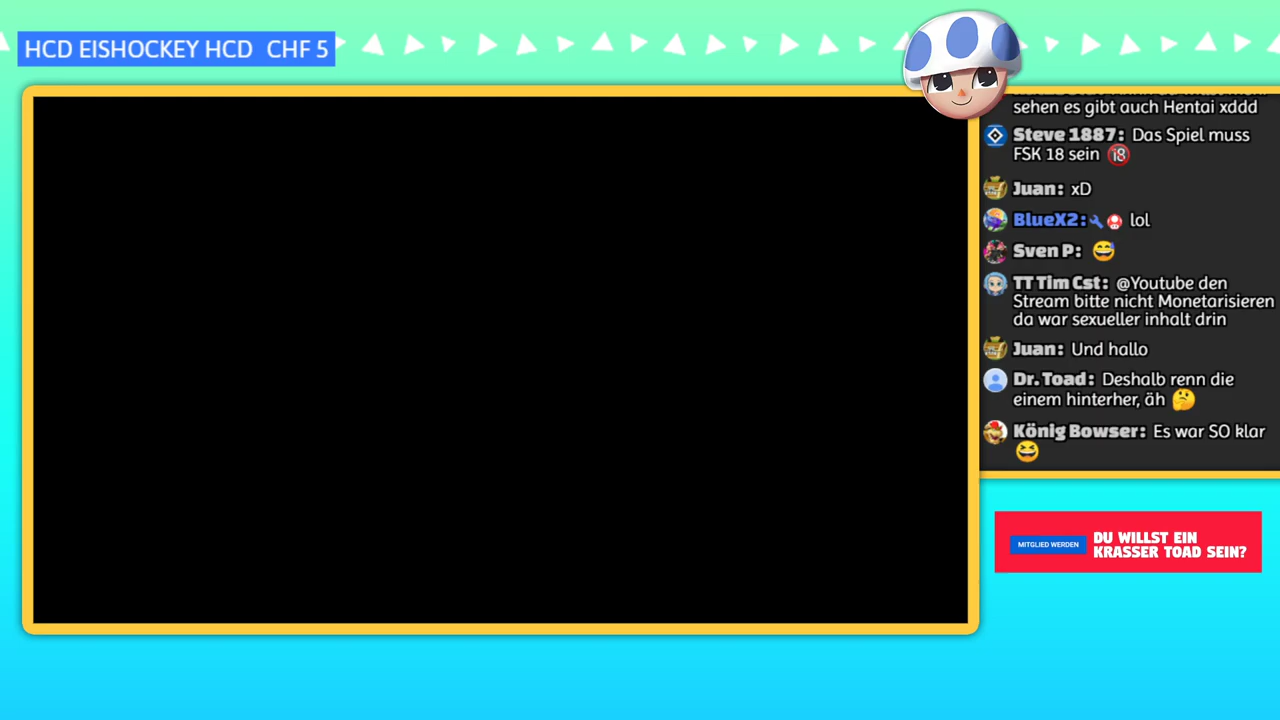 HCD EISHOCKEY HCD CHF 5
sehen es gibt auch Hentai xddd
Steve 1887: Das Spiel muss
FSK 18 sein 🔞
Juan: xD
BlueX2: lol
Sven P: 😅
TT Tim Cst: @Youtube den
Stream bitte nicht Monetarisieren
da war sexueller inhalt drin
Juan: Und hallo
Dr. Toad: Deshalb renn die
einem hinterher, äh 🤔
König Bowser: Es war SO klar
😆
MITGLIED WERDEN
DU WILLST EIN
KRASSER TOAD SEIN?